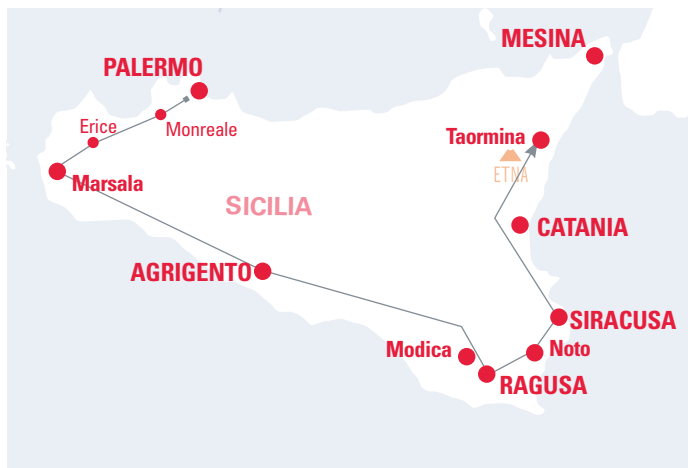 MESINA
PALERMO
Erice
Monreale
Taormina
ETNA
Marsala
SICILIA
CATANIA
AGRIGENTO
SIRACUSA
Modica
Noto
RAGUSA